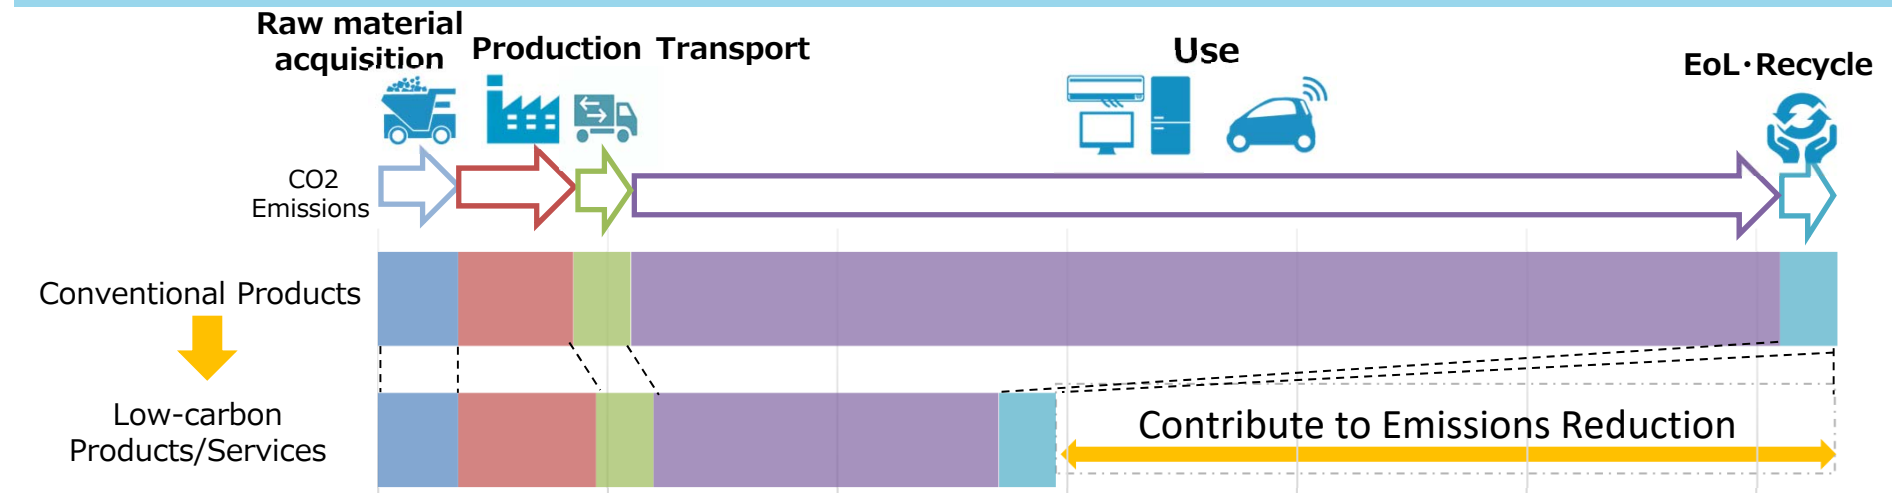 Raw material
acquisition
Production
Transport
Use
EoL・Recycle
CO2
Emissions
Conventional Products
Low-carbon
Products/Services
Contribute to Emissions Reduction